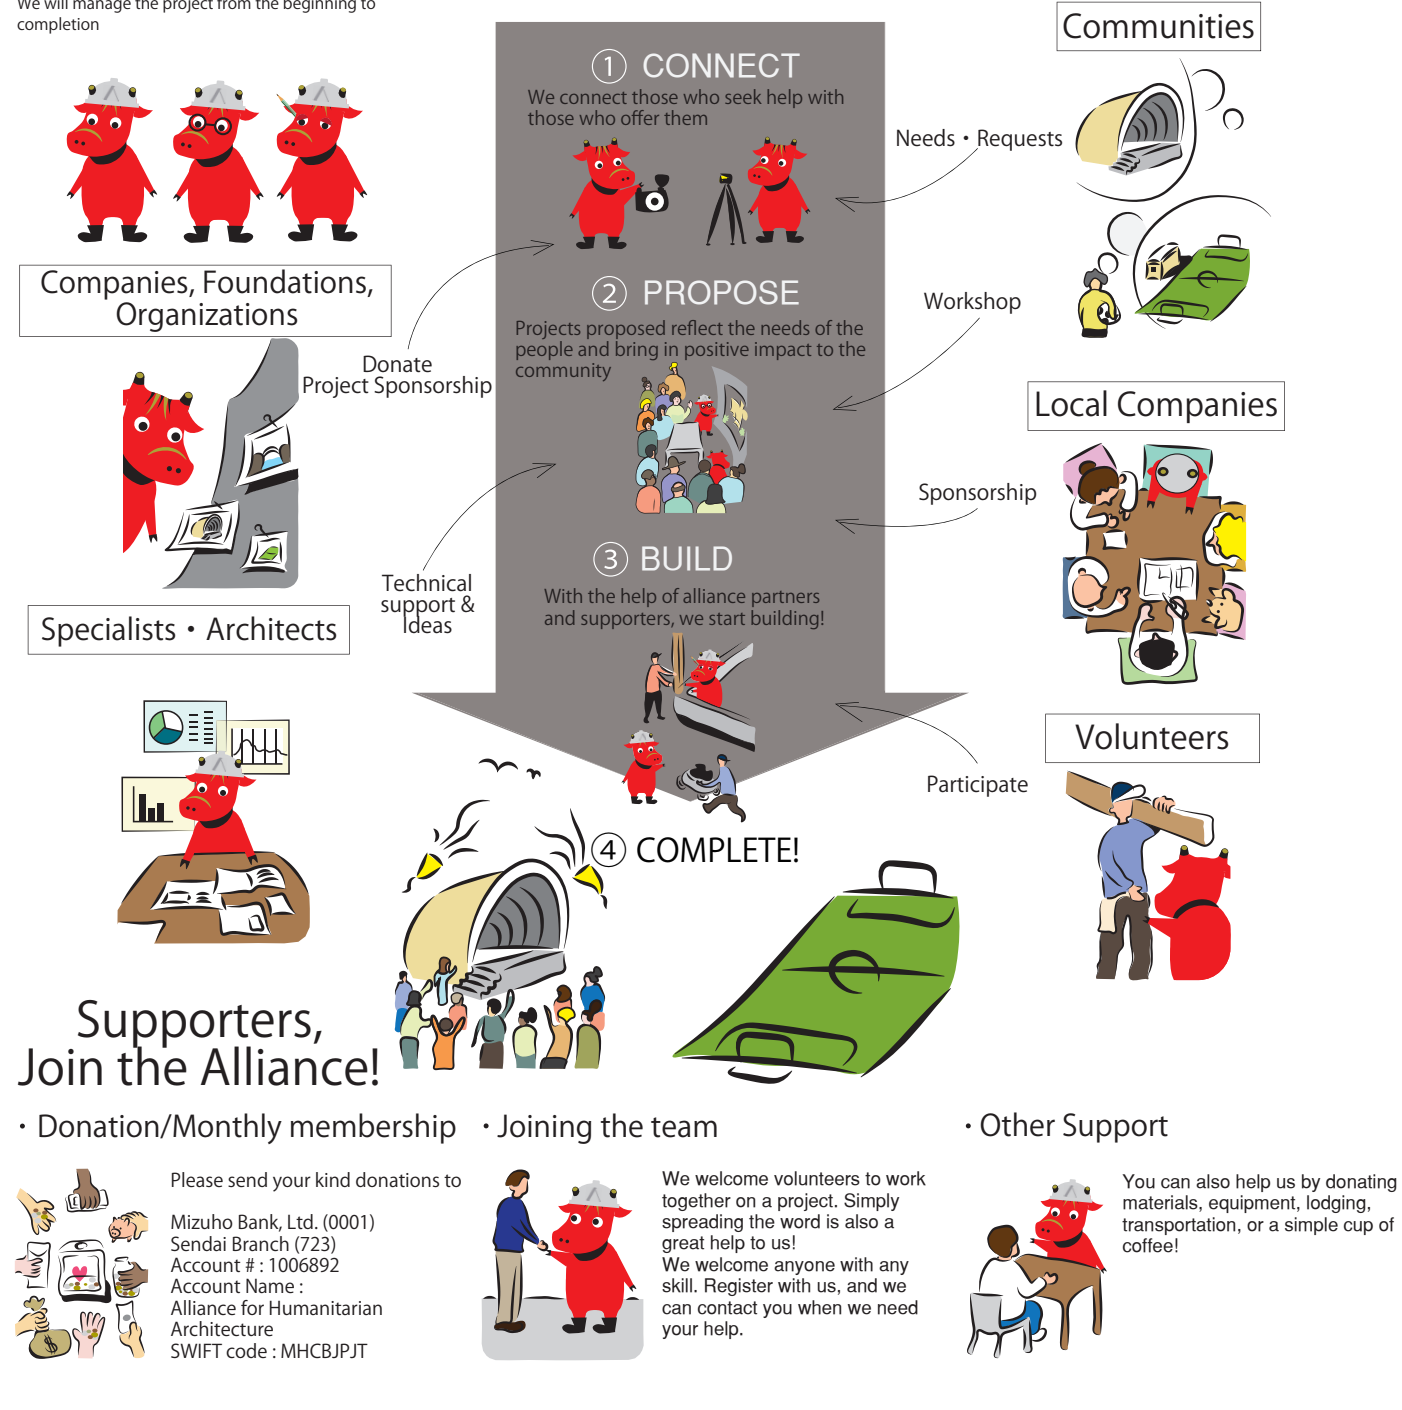 We will manage the project from the beginning to
completion
Companies, Foundations,
Organizations
Donate
Project Sponsorship
Technical
support &
Ideas
Specialists・Architects
① CONNECT
We connect those who seek help with
those who offer them
② PROPOSE
Projects proposed reflect the needs of the
people and bring in positive impact to the
community
③ BUILD
With the help of alliance partners
and supporters, we start building!
④ COMPLETE!
Communities
Needs・Requests
Workshop
Local Companies
Sponsorship
Volunteers
Participate
Supporters,
Join the Alliance!
・Donation/Monthly membership
Please send your kind donations to
Mizuho Bank, Ltd. (0001)
Sendai Branch (723)
Account # : 1006892
Account Name :
Alliance for Humanitarian
Architecture
SWIFT code : MHCBJPJT
・Joining the team
We welcome volunteers to work
together on a project. Simply
spreading the word is also a
great help to us!
We welcome anyone with any
skill. Register with us, and we
can contact you when we need
your help.
・Other Support
You can also help us by donating
materials, equipment, lodging,
transportation, or a simple cup of
coffee!